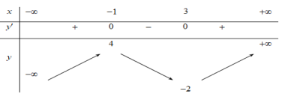 x −∞ −1 3 +∞
y′ + 0 − 0 +
4 +∞
y
−∞
−2